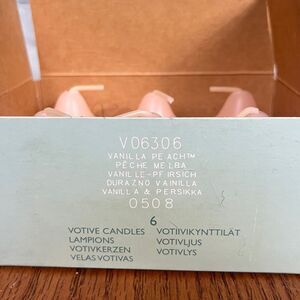 V06306
VANILLA PEACH™
PÊCHE MELBA
VANILLE-PFIRSICH
DURAZNO VAINILLA
VANILLA & PERSIKKA
0508
6
VOTIVE CANDLES VOTIIVIKYNTTILÄT
LAMPIONS VOTIVLJUS
VOTIVKERZEN VOTIVLYS
VELAS VOTIVAS